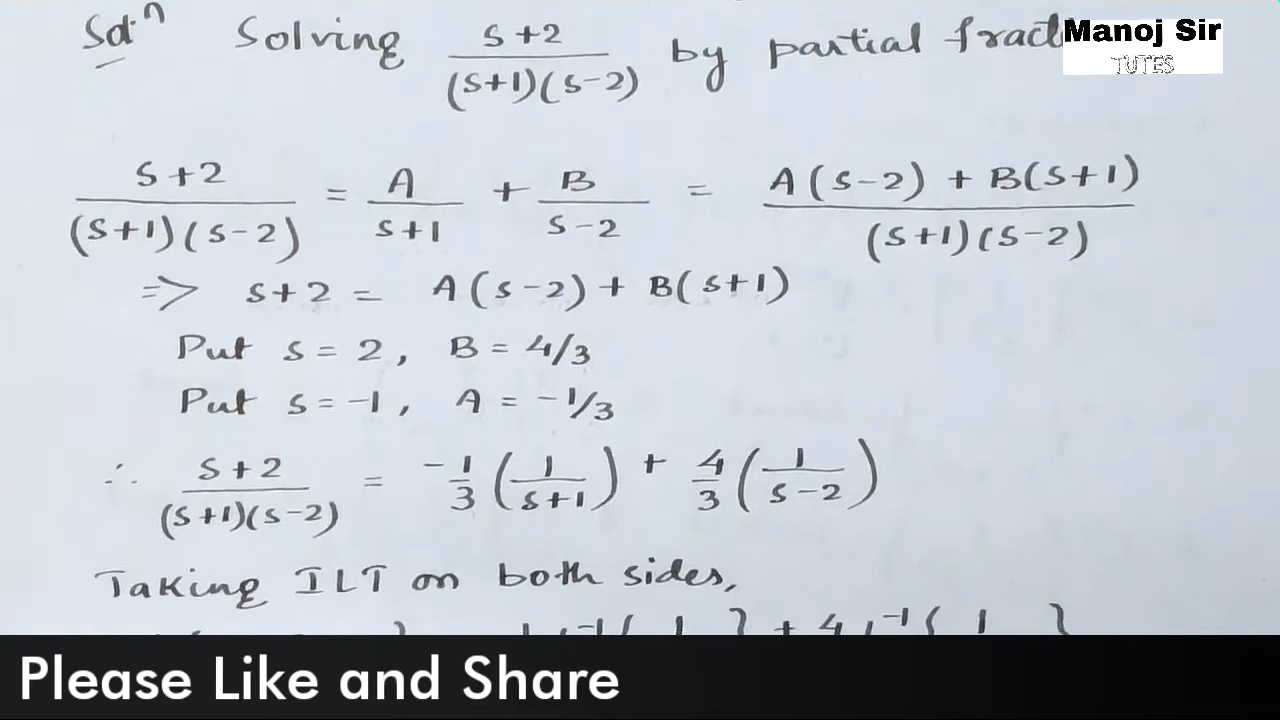 Solⁿ Solving (s+2)/((s+1)(s-2)) by partial fract
Manoj Sir
TUTES
(s+2)/((s+1)(s-2)) = A/(s+1) + B/(s-2) = (A(s-2) + B(s+1))/((s+1)(s-2))
=> s+2 = A(s-2) + B(s+1)
Put s = 2, B = 4/3
Put s = -1, A = -1/3
∴ (s+2)/((s+1)(s-2)) = -1/3 (1/(s+1)) + 4/3 (1/(s-2))
Taking ILT on both sides,
Please Like and Share